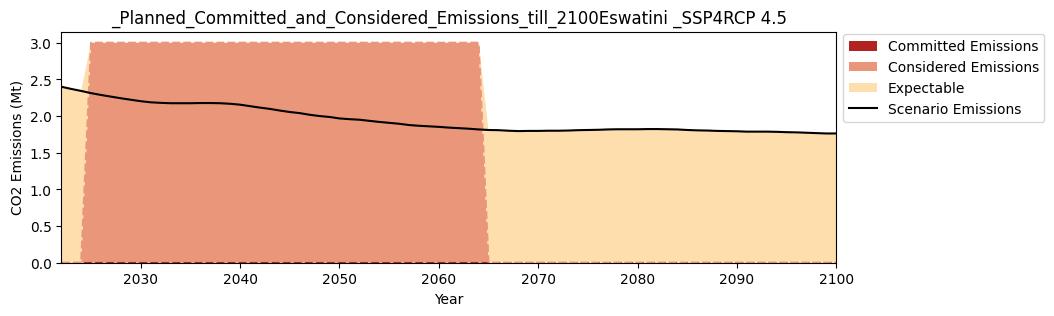 _Planned_Committed_and_Considered_Emissions_till_2100Eswatini _SSP4RCP 4.5
3.0
2.5
2.0
1.5
1.0
0.5
0.0
CO2 Emissions (Mt)
2030 2040 2050 2060 2070 2080 2090 2100
Year
Committed Emissions
Considered Emissions
Expectable
Scenario Emissions